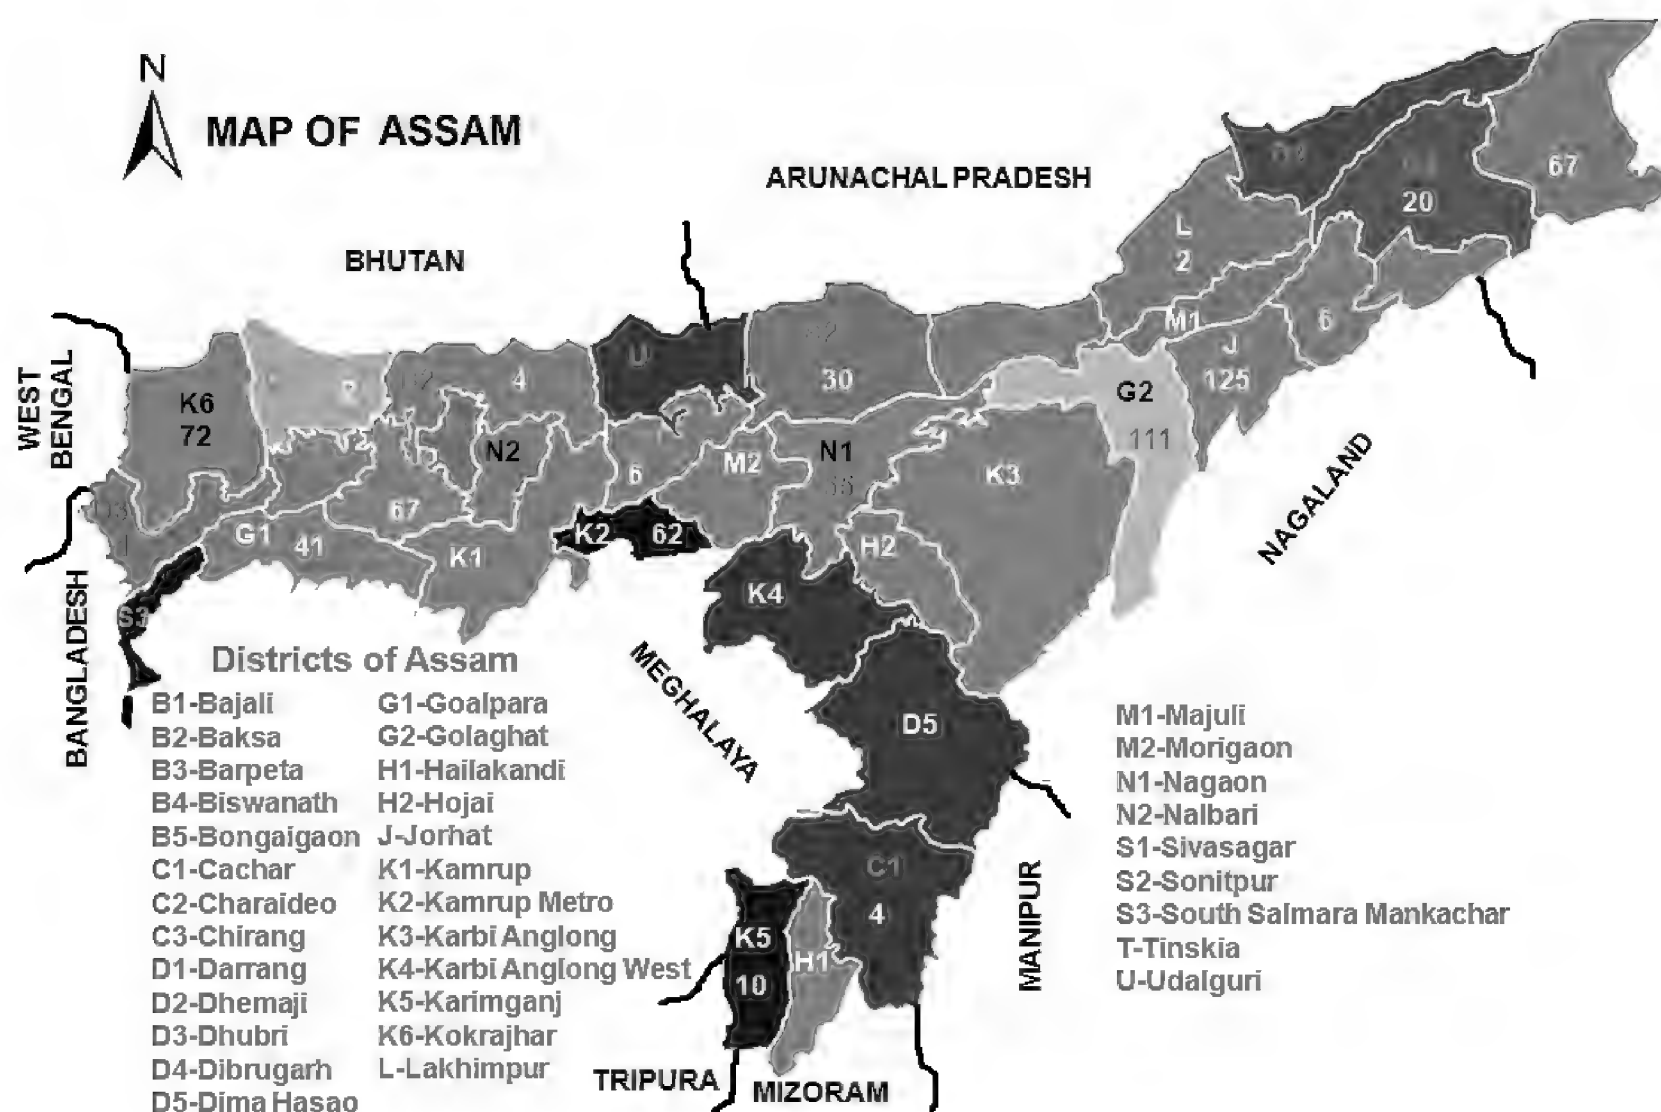 N
MAP OF ASSAM
ARUNACHAL PRADESH
BHUTAN
WEST BENGAL
BANGLADESH
MEGHALAYA
NAGALAND
MANIPUR
TRIPURA
MIZORAM
67
20
L
2
M1
6
J
125
G2
111
U
30
4
K6
72
N2
6
M2
N1
K3
67
G1
41
K1
K2
62
H2
K4
S3
D5
C1
4
K5
10
H1
Districts of Assam
B1-Bajali
B2-Baksa
B3-Barpeta
B4-Biswanath
B5-Bongaigaon
C1-Cachar
C2-Charaideo
C3-Chirang
D1-Darrang
D2-Dhemaji
D3-Dhubri
D4-Dibrugarh
D5-Dima Hasao
G1-Goalpara
G2-Golaghat
H1-Hailakandi
H2-Hojai
J-Jorhat
K1-Kamrup
K2-Kamrup Metro
K3-Karbi Anglong
K4-Karbi Anglong West
K5-Karimganj
K6-Kokrajhar
L-Lakhimpur
M1-Majuli
M2-Morigaon
N1-Nagaon
N2-Nalbari
S1-Sivasagar
S2-Sonitpur
S3-South Salmara Mankachar
T-Tinskia
U-Udalguri